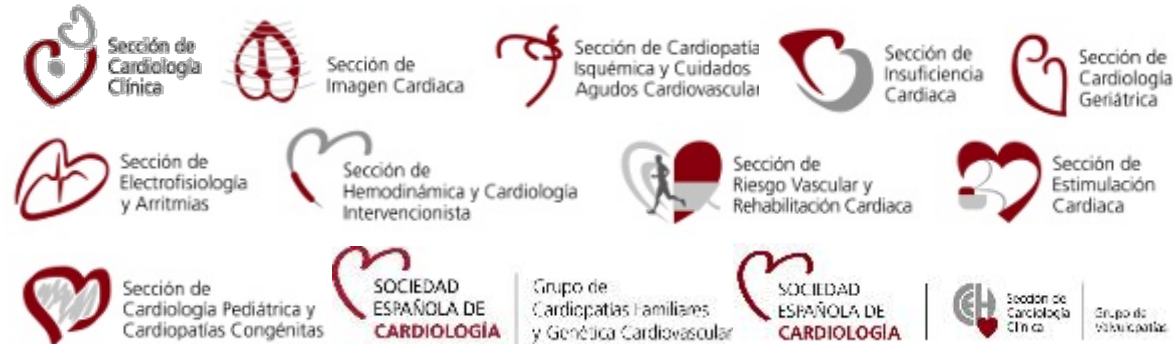 Sección de
Cardiología
Clínica
Sección de
Imagen Cardiaca
Sección de Cardiopatía
Isquémica y Cuidados
Agudos Cardiovascular
Sección de
Insuficiencia
Cardiaca
Sección de
Cardiología
Geriátrica
Sección de
Electrofisiología
y Arritmias
Sección de
Hemodinámica y Cardiología
Intervencionista
Sección de
Riesgo Vascular y
Rehabilitación Cardiaca
Sección de
Estimulación
Cardiaca
Sección de
Cardiología Pediátrica y
Cardiopatías Congénitas
SOCIEDAD
ESPAÑOLA DE
CARDIOLOGÍA
Grupo de
Cardiopatías Familiares
y Genética Cardiovascular
SOCIEDAD
ESPAÑOLA DE
CARDIOLOGÍA
Sección de
Cardiología
Clínica
Grupo de
Valvulopatías